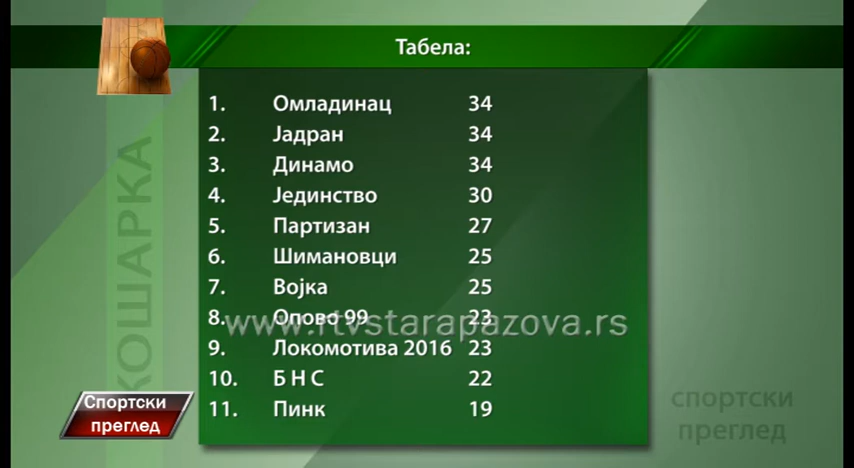 Табела:
1. Омладинац 34
2. Јадран 34
3. Динамо 34
4. Јединство 30
5. Партизан 27
6. Шимановци 25
7. Војка 25
8. Опово 99 23
www.rtvstarapazova.rs
9. Локомотива 2016 23
10. Б Н С 22
11. Пинк 19
КОШАРКА
Спортски
преглед
спортски
преглед